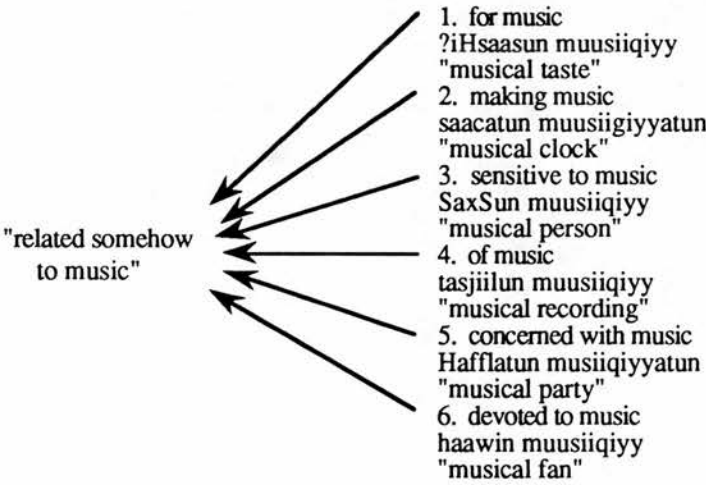 1. for music
?iHsaasun muusiiqiyy
"musical taste"
2. making music
saacatun muusiigiyyatun
"musical clock"
3. sensitive to music
SaxSun muusiiqiyy
"musical person"
"related somehow
to music"
4. of music
tasjiilun muusiiqiyy
"musical recording"
5. concerned with music
Hafflatun musiiqiyyatun
"musical party"
6. devoted to music
haawin muusiiqiyy
"musical fan"